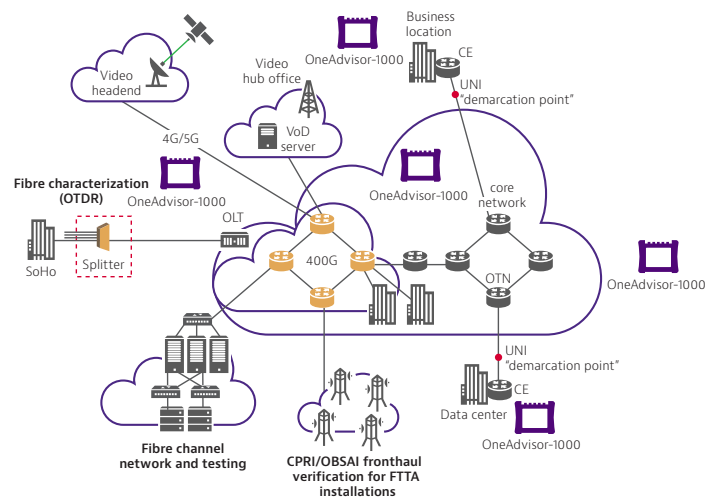 Business
location
CE
OneAdvisor-1000
UNI
“demarcation point”
Video
headend
Video
hub office
VoD
server
4G/5G
OneAdvisor-1000
core
network
Fibre characterization
(OTDR)
OneAdvisor-1000
OLT
SoHo
Splitter
400G
OTN
OneAdvisor-1000
UNI
“demarcation point”
CE
Data center
OneAdvisor-1000
Fibre channel
network and testing
CPRI/OBSAI fronthaul
verification for FTTA
installations